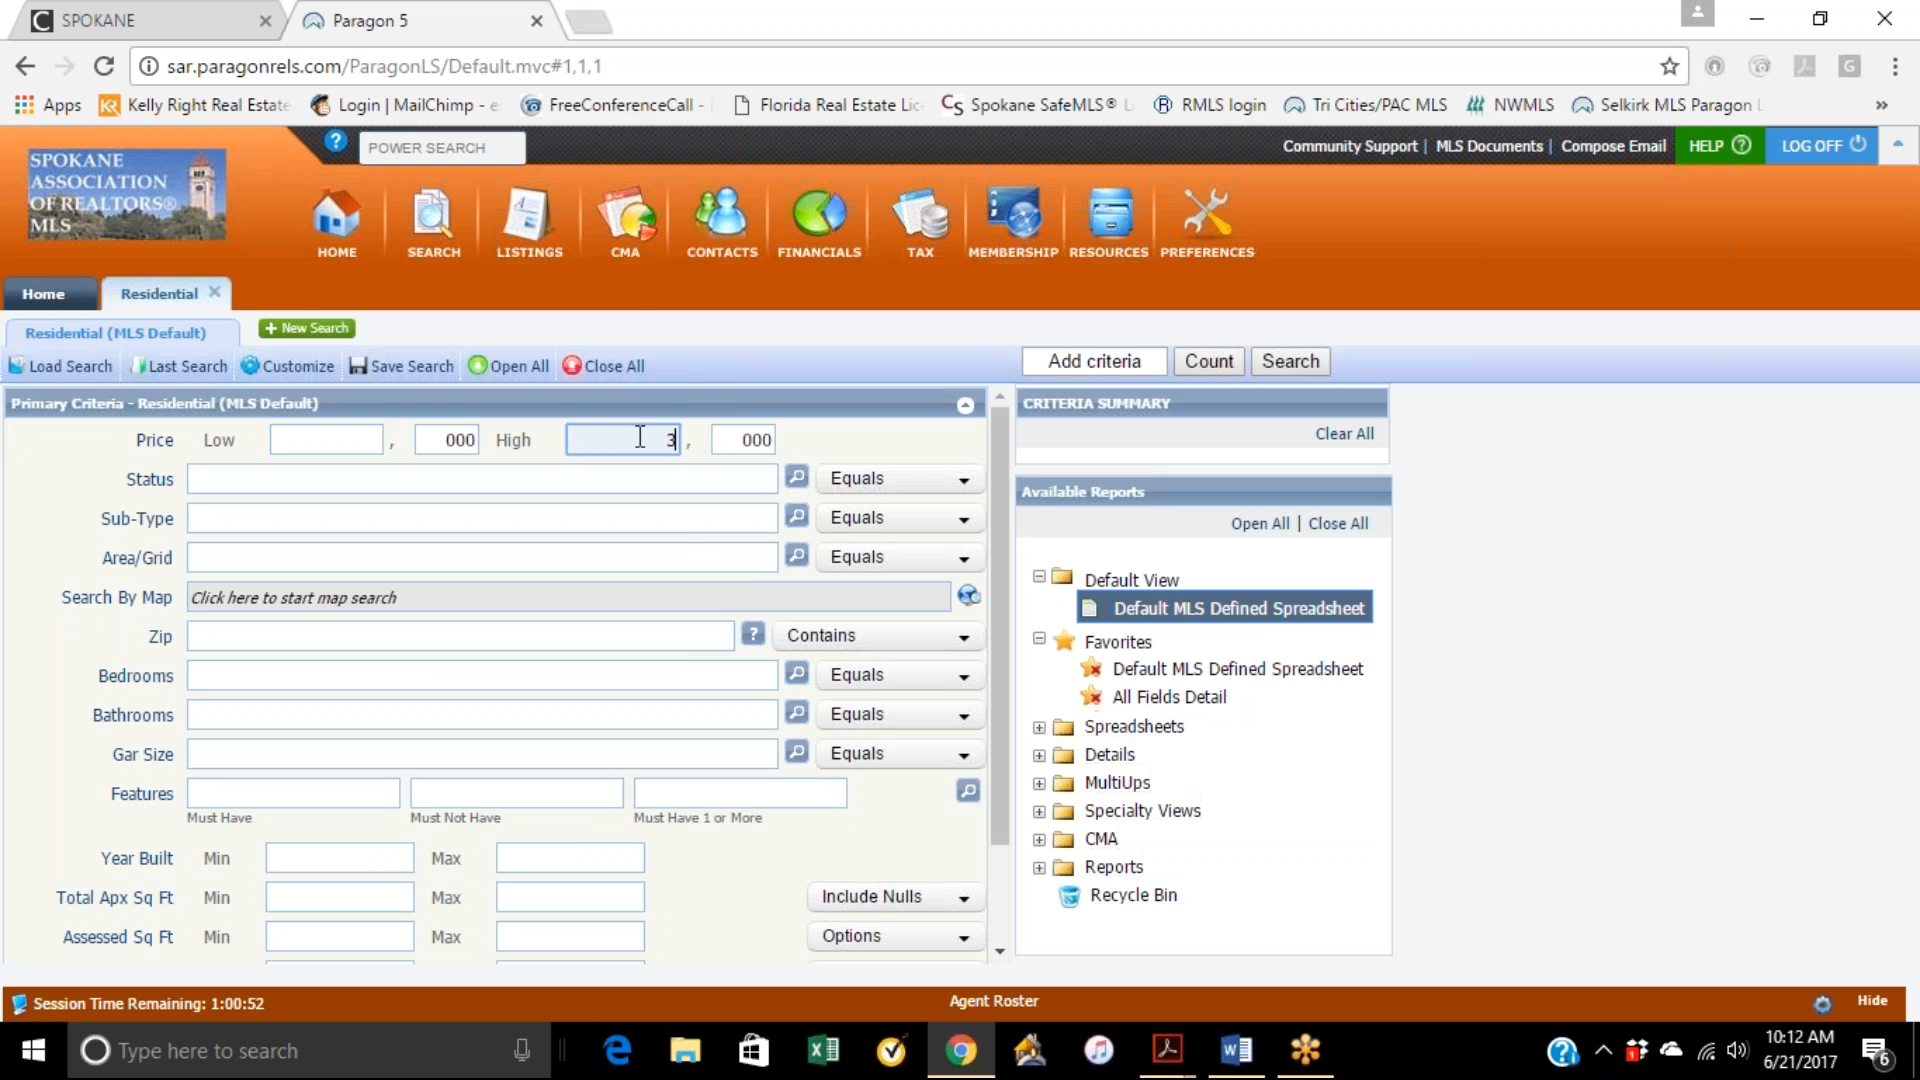 SPOKANE
Paragon 5
sar.paragonrels.com/ParagonLS/Default.mvc#1,1,1
Apps
Kelly Right Real Estate
Login | MailChimp - e
FreeConferenceCall -
Florida Real Estate Lic
Spokane SafeMLS® L
RMLS login
Tri Cities/PAC MLS
NWMLS
Selkirk MLS Paragon L
POWER SEARCH
Community Support | MLS Documents | Compose Email
HELP
LOG OFF
SPOKANE
ASSOCIATION
OF REALTORS®
MLS
HOME
SEARCH
LISTINGS
CMA
CONTACTS
FINANCIALS
TAX
MEMBERSHIP
RESOURCES
PREFERENCES
Home
Residential
Residential (MLS Default)
+ New Search
Load Search
Last Search
Customize
Save Search
Open All
Close All
Add criteria
Count
Search
Primary Criteria - Residential (MLS Default)
Price Low , 000 High 3 , 000
Status Equals
Sub-Type Equals
Area/Grid Equals
Search By Map Click here to start map search
Zip ? Contains
Bedrooms Equals
Bathrooms Equals
Gar Size Equals
Features
Must Have Must Not Have Must Have 1 or More
Year Built Min Max
Total Apx Sq Ft Min Max Include Nulls
Assessed Sq Ft Min Max Options
CRITERIA SUMMARY
Clear All
Available Reports
Open All | Close All
Default View
Default MLS Defined Spreadsheet
Favorites
Default MLS Defined Spreadsheet
All Fields Detail
Spreadsheets
Details
MultiUps
Specialty Views
CMA
Reports
Recycle Bin
Session Time Remaining: 1:00:52
Agent Roster
Hide
Type here to search
10:12 AM
6/21/2017
6